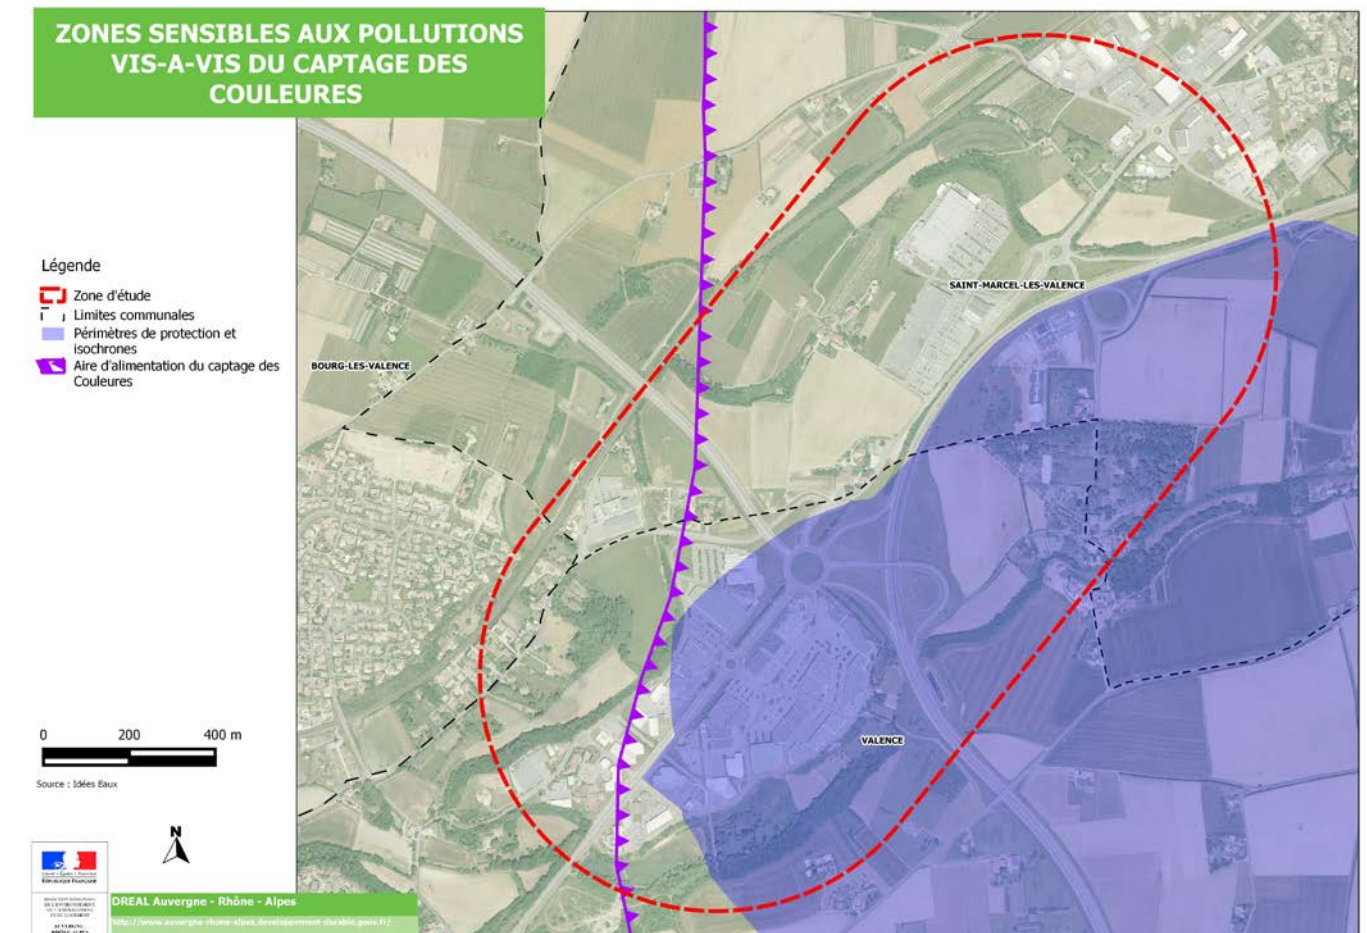 ZONES SENSIBLES AUX POLLUTIONS
VIS-A-VIS DU CAPTAGE DES
COULEURES
Légende
Zone d'étude
Limites communales
Périmètres de protection et
isochrones
Aire d'alimentation du captage des
Couleures
BOURG-LES-VALENCE
SAINT-MARCEL-LES-VALENCE
VALENCE
0 200 400 m
Source : Idées Eaux
N
RÉPUBLIQUE FRANÇAISE
DREAL Auvergne - Rhône - Alpes
http://www.auvergne-rhone-alpes.developpement-durable.gouv.fr/